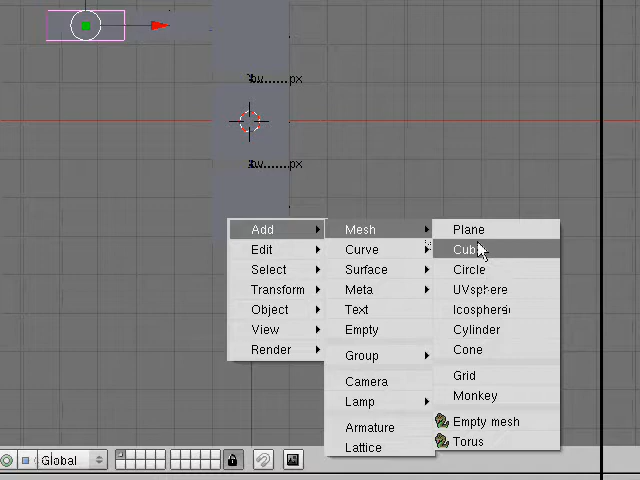 px
px
Add Mesh Plane
Edit Curve Cube
Select Surface Circle
Transform Meta UVsphere
Object Text Icosphere
View Empty Cylinder
Render Group Cone
Camera Grid
Lamp Monkey
Armature Empty mesh
Lattice Torus
Global